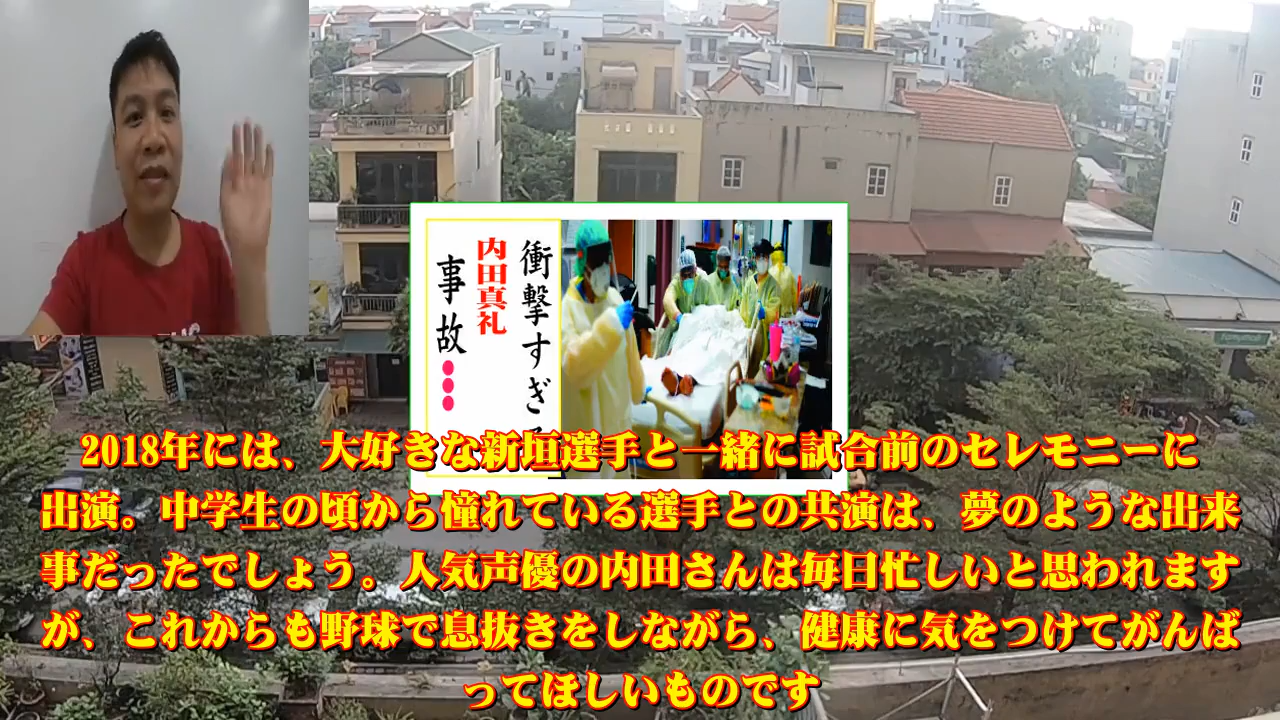 衝撃すぎ
内田真礼
事故●●●
2018年には、大好きな新垣選手と一緒に試合前のセレモニーに
出演。中学生の頃から憧れている選手との共演は、夢のような出来
事だったでしょう。人気声優の内田さんは毎日忙しいと思われます
が、これからも野球で息抜きをしながら、健康に気をつけてがんば
ってほしいものです